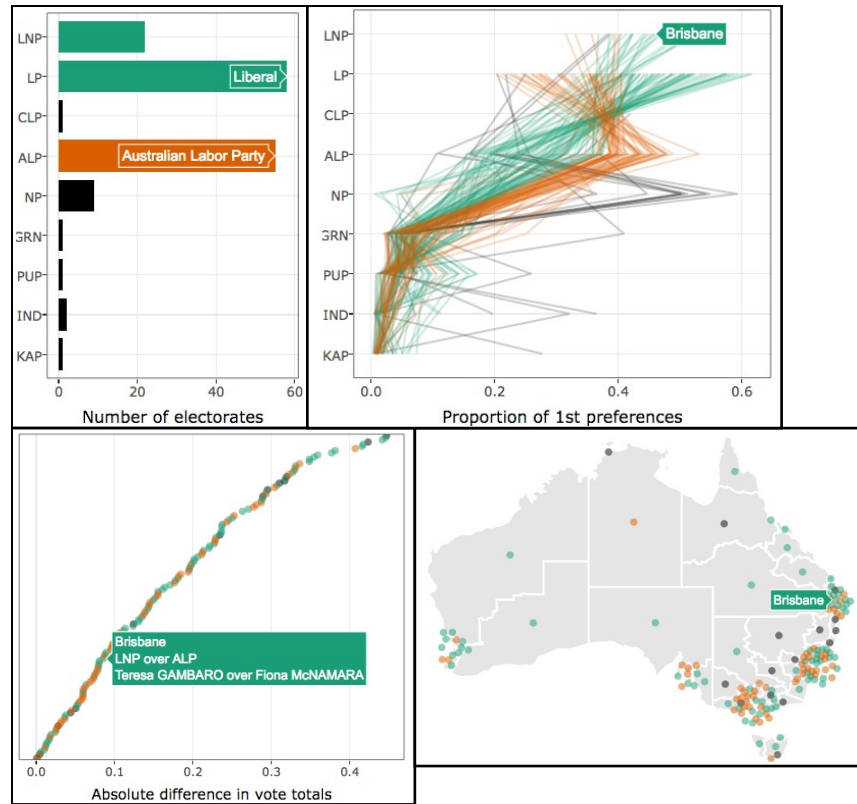 LNP
Liberal
LP
CLP
Australian Labor Party
ALP
NP
GRN
PUP
IND
KAP
0
20
40
60
Number of electorates
Brisbane
LNP
LP
CLP
ALP
NP
GRN
PUP
IND
KAP
0.0
0.2
0.4
0.6
Proportion of 1st preferences
Brisbane
LNP over ALP
Teresa GAMBARO over Fiona McNAMARA
0.0
0.1
0.2
0.3
0.4
Absolute difference in vote totals
Brisbane